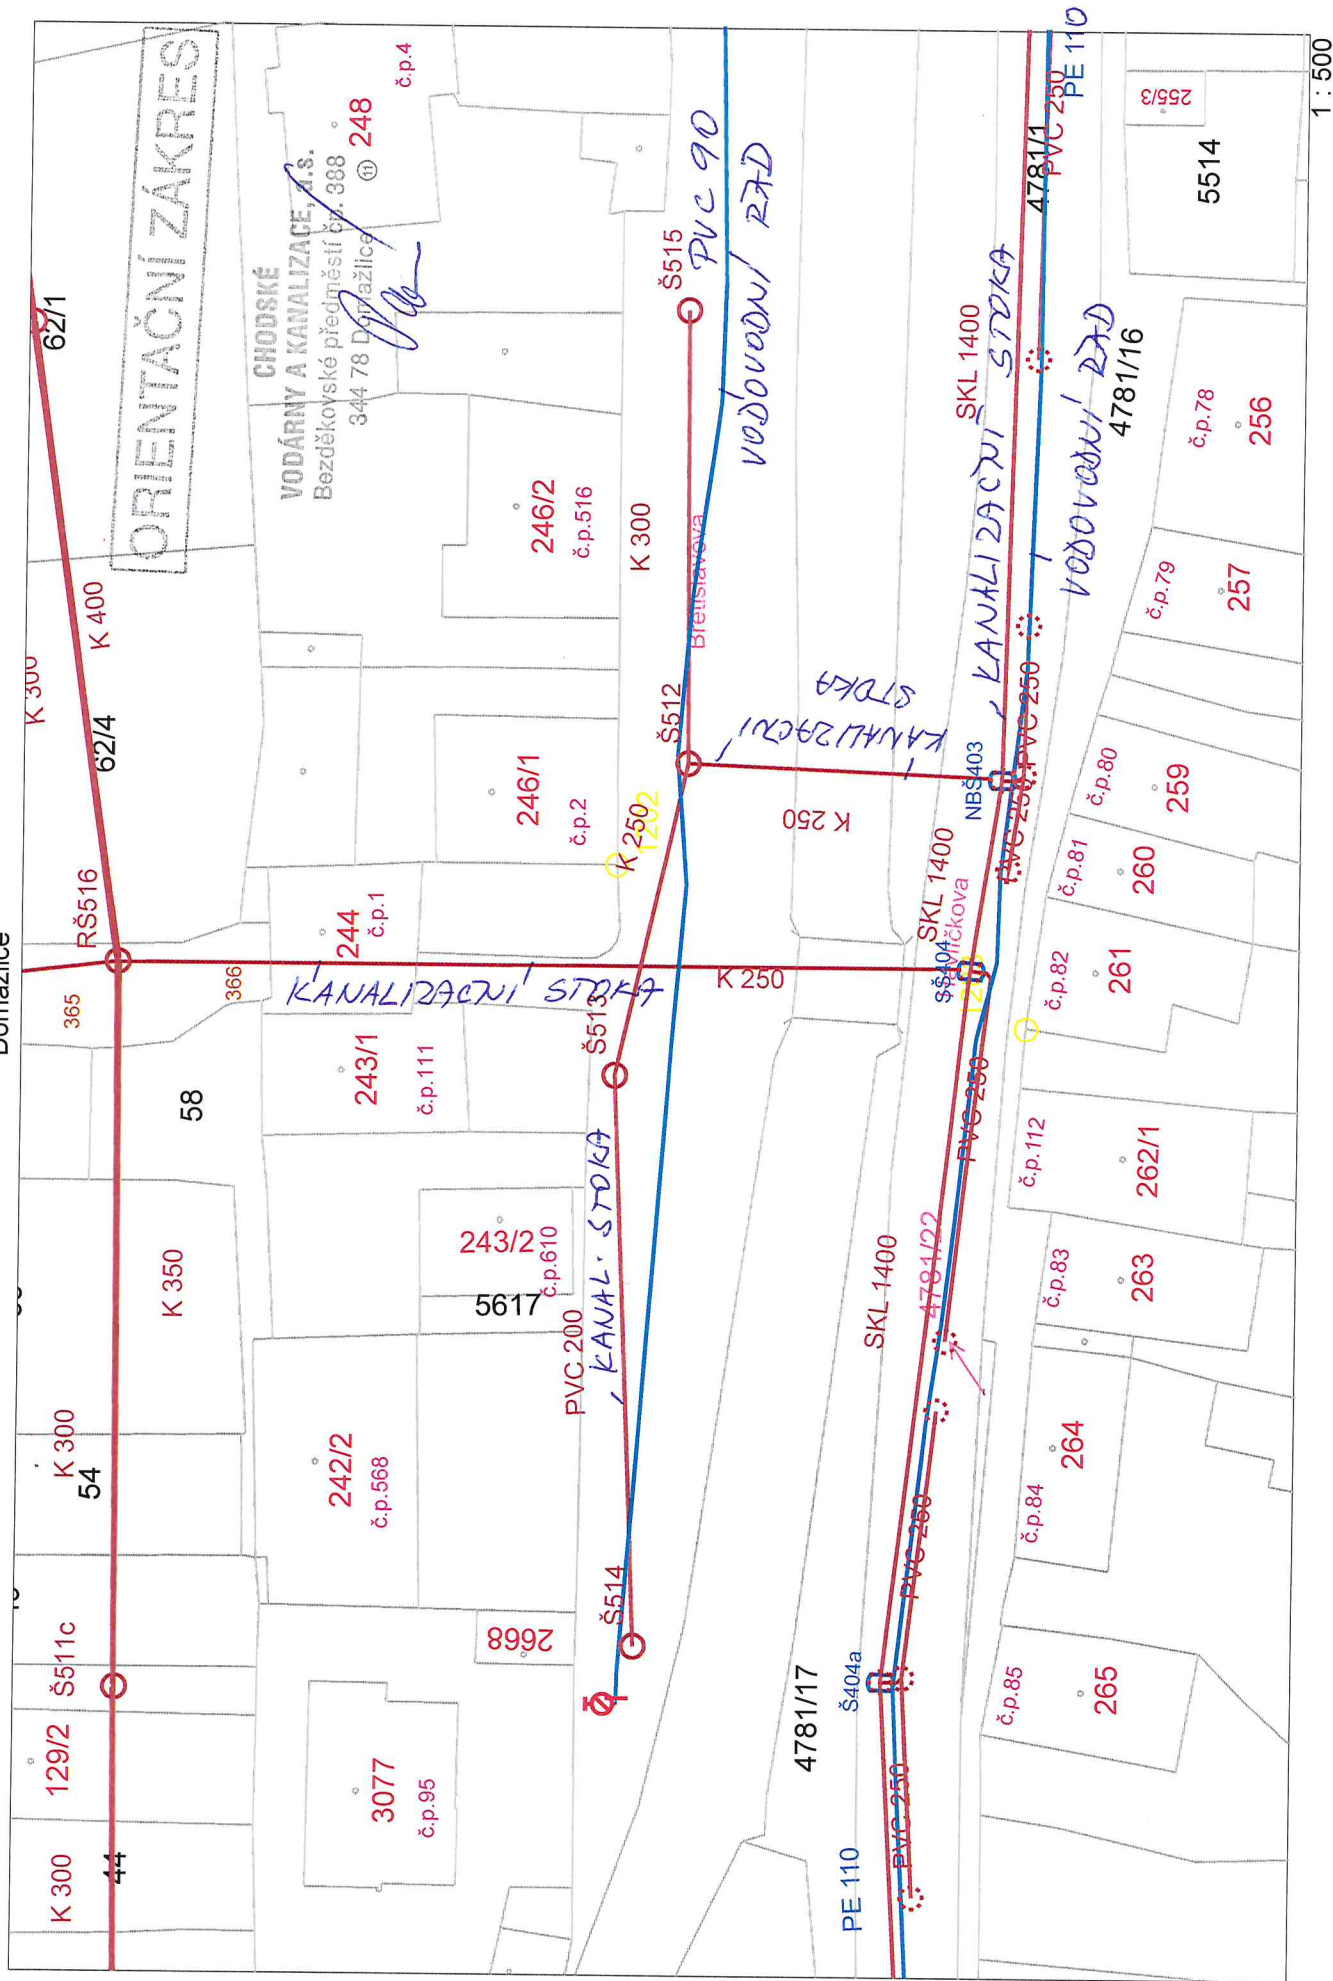 Domažlice
ORIENTAČNÍ ZÁKRES
CHODSKÉ
VODÁRNY A KANALIZACE, a.s.
Bezděkovské předměstí čp. 388
344 78 Domažlice
11
K 300
129/2
Š511c
K 300
54
44
K 350
58
365
366
RŠ516
62/4
K 300
K 400
62/1
3077
č.p.95
2668
242/2
č.p.568
243/2
č.p.610
5617
243/1
č.p.111
244
č.p.1
246/1
č.p.2
246/2
č.p.516
248
č.p.4
Š514
PVC 200
KANAL. STOKA
Š513
KANALIZAČNÍ STOKA
K 250
K 250
1202
Š512
K 300
Š515
PVC 90
VODOVODNÍ ŘAD
KANALIZAČNÍ
STOKA
K 250
4781/17
PE 110
Š404a
PVC 250
PVC 250
SKL 1400
4781/22
PVC 250
SŠ404
SKL 1400
NBŠ403
PVC 250
PVC 250
KANALIZAČNÍ STOKA
SKL 1400
VODOVODNÍ ŘAD
4781/16
4781/1
PVC 250
PE 110
č.p.85
265
č.p.84
264
č.p.83
263
č.p.112
262/1
č.p.82
261
č.p.81
260
č.p.80
259
č.p.79
257
č.p.78
256
5514
255/3
1 : 500